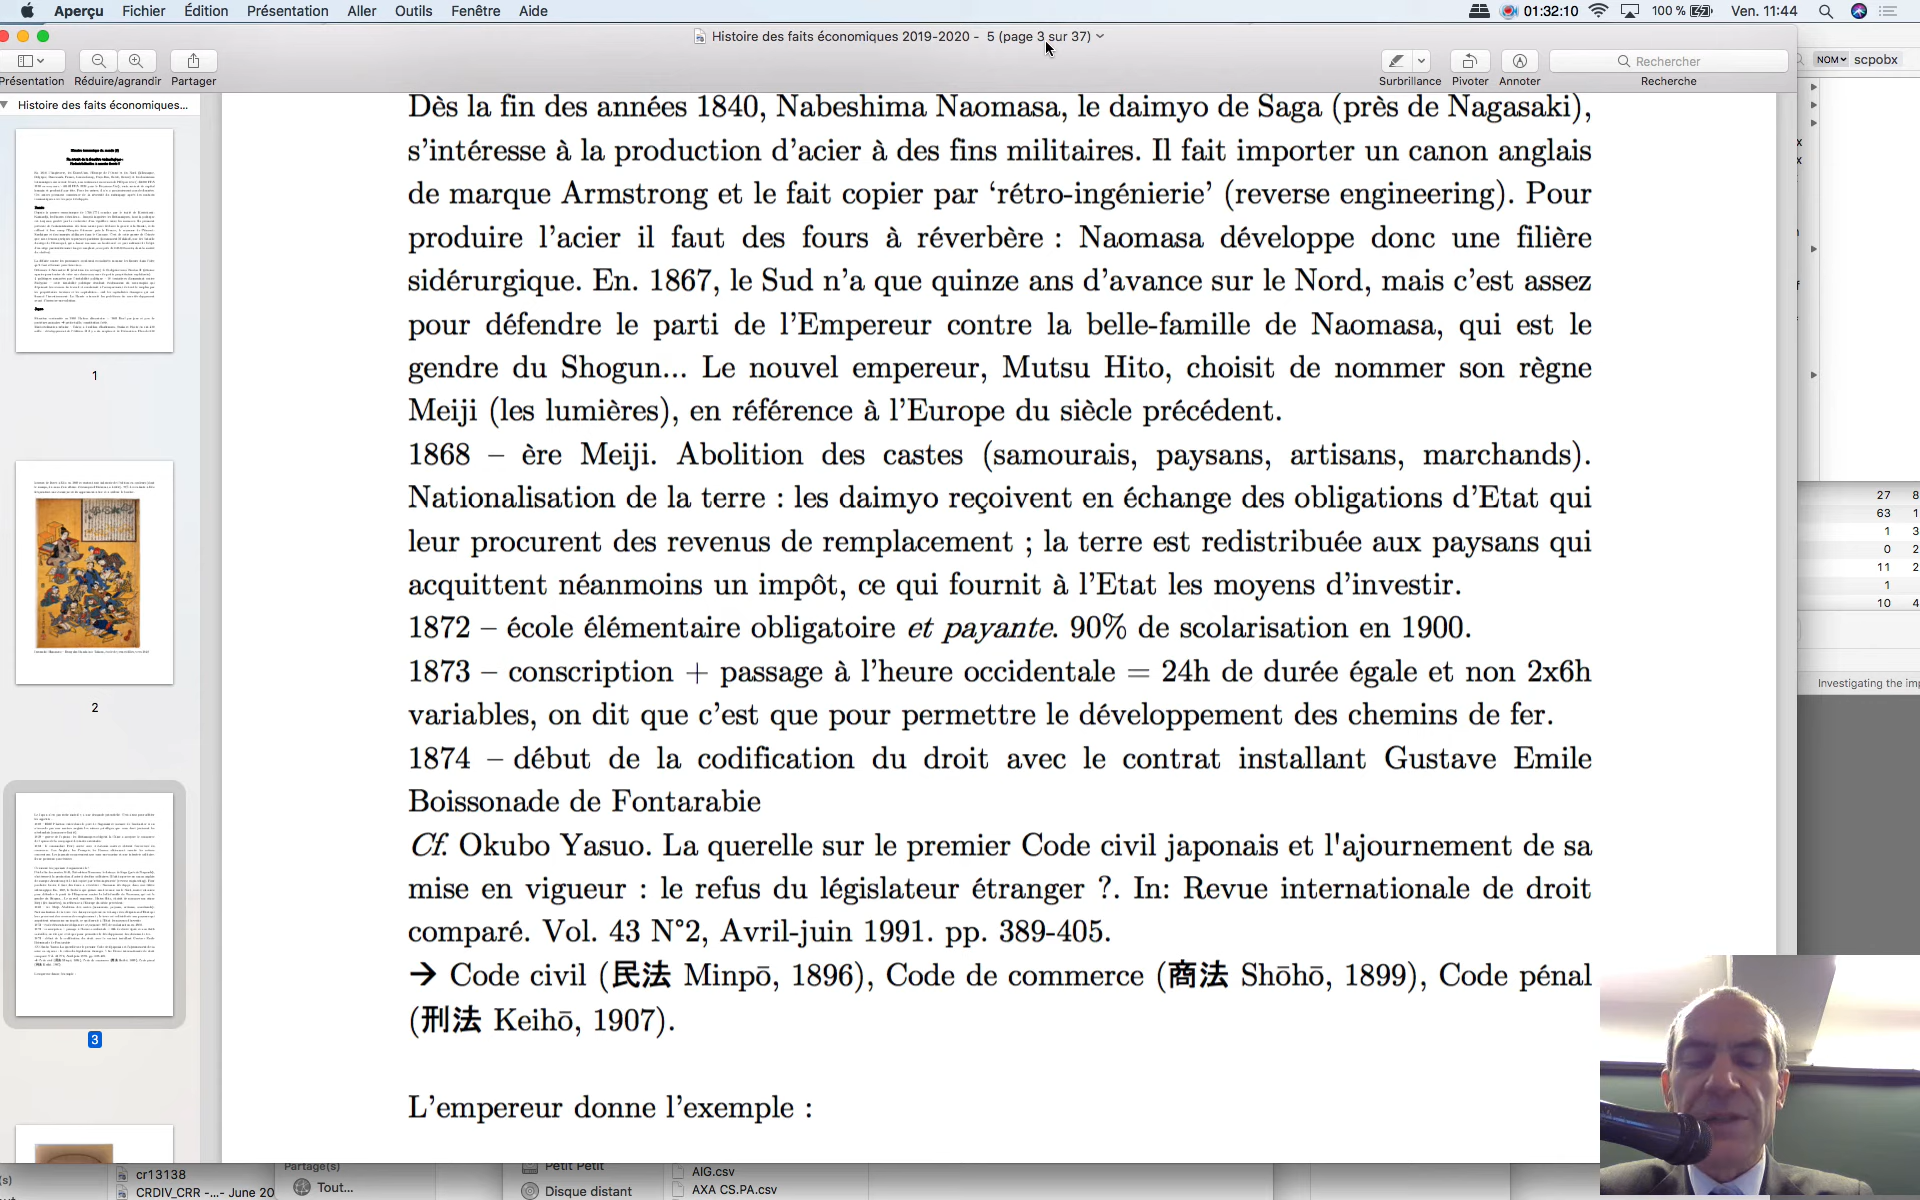 Aperçu Fichier Édition Présentation Aller Outils Fenêtre Aide 01:32:10 100 % Ven. 11:44
Histoire des faits économiques 2019-2020 - 5 (page 3 sur 37)
Présentation Réduire/agrandir Partager
Surbrillance Pivoter Annoter Rechercher
Recherche
NOM scpobx
Histoire des faits économiques...
1
2
3
Dès la fin des années 1840, Nabeshima Naomasa, le daimyo de Saga (près de Nagasaki),
s’intéresse à la production d’acier à des fins militaires. Il fait importer un canon anglais
de marque Armstrong et le fait copier par ‘rétro-ingénierie’ (reverse engineering). Pour
produire l’acier il faut des fours à réverbère : Naomasa développe donc une filière
sidérurgique. En. 1867, le Sud n’a que quinze ans d’avance sur le Nord, mais c’est assez
pour défendre le parti de l’Empereur contre la belle-famille de Naomasa, qui est le
gendre du Shogun... Le nouvel empereur, Mutsu Hito, choisit de nommer son règne
Meiji (les lumières), en référence à l’Europe du siècle précédent.
1868 – ère Meiji. Abolition des castes (samourais, paysans, artisans, marchands).
Nationalisation de la terre : les daimyo reçoivent en échange des obligations d’Etat qui
leur procurent des revenus de remplacement ; la terre est redistribuée aux paysans qui
acquittent néanmoins un impôt, ce qui fournit à l’Etat les moyens d’investir.
1872 – école élémentaire obligatoire et payante. 90% de scolarisation en 1900.
1873 – conscription + passage à l’heure occidentale = 24h de durée égale et non 2x6h
variables, on dit que c’est que pour permettre le développement des chemins de fer.
1874 – début de la codification du droit avec le contrat installant Gustave Emile
Boissonade de Fontarabie
Cf. Okubo Yasuo. La querelle sur le premier Code civil japonais et l'ajournement de sa
mise en vigueur : le refus du législateur étranger ?. In: Revue internationale de droit
comparé. Vol. 43 N°2, Avril-juin 1991. pp. 389-405.
→ Code civil (民法 Minpō, 1896), Code de commerce (商法 Shōhō, 1899), Code pénal
(刑法 Keihō, 1907).
L’empereur donne l’exemple :
27 8
63 1
1 3
0 2
11 2
1
10 4
Investigating the imp
cr13138
CRDIV_CRR -...- June 20
Partagé(s)
Tout...
Petit Petit
Disque distant
AIG.csv
AXA CS.PA.csv